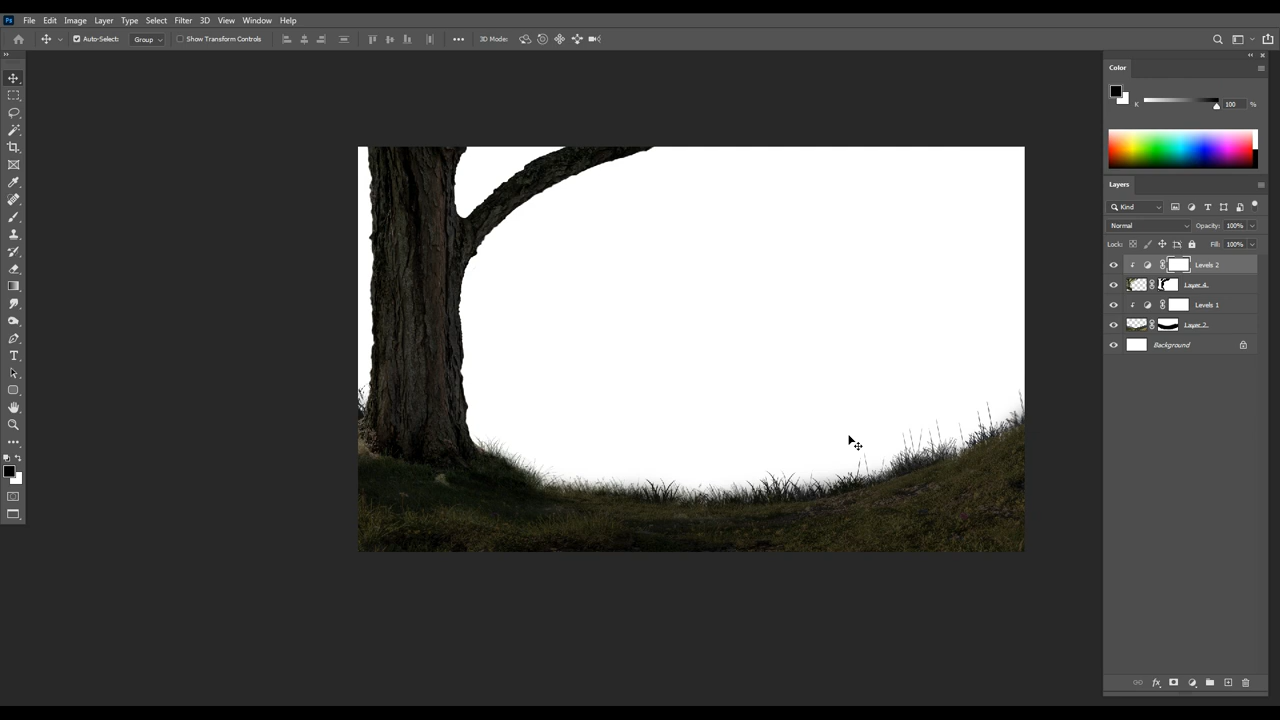 Ps File Edit Image Layer Type Select Filter 3D View Window Help
Auto-Select: Group Show Transform Controls 3D Mode:
Color
K 100 %
Layers
Kind
Normal Opacity: 100%
Lock: Fill: 100%
Levels 2
Layer 4
Levels 1
Layer 2
Background